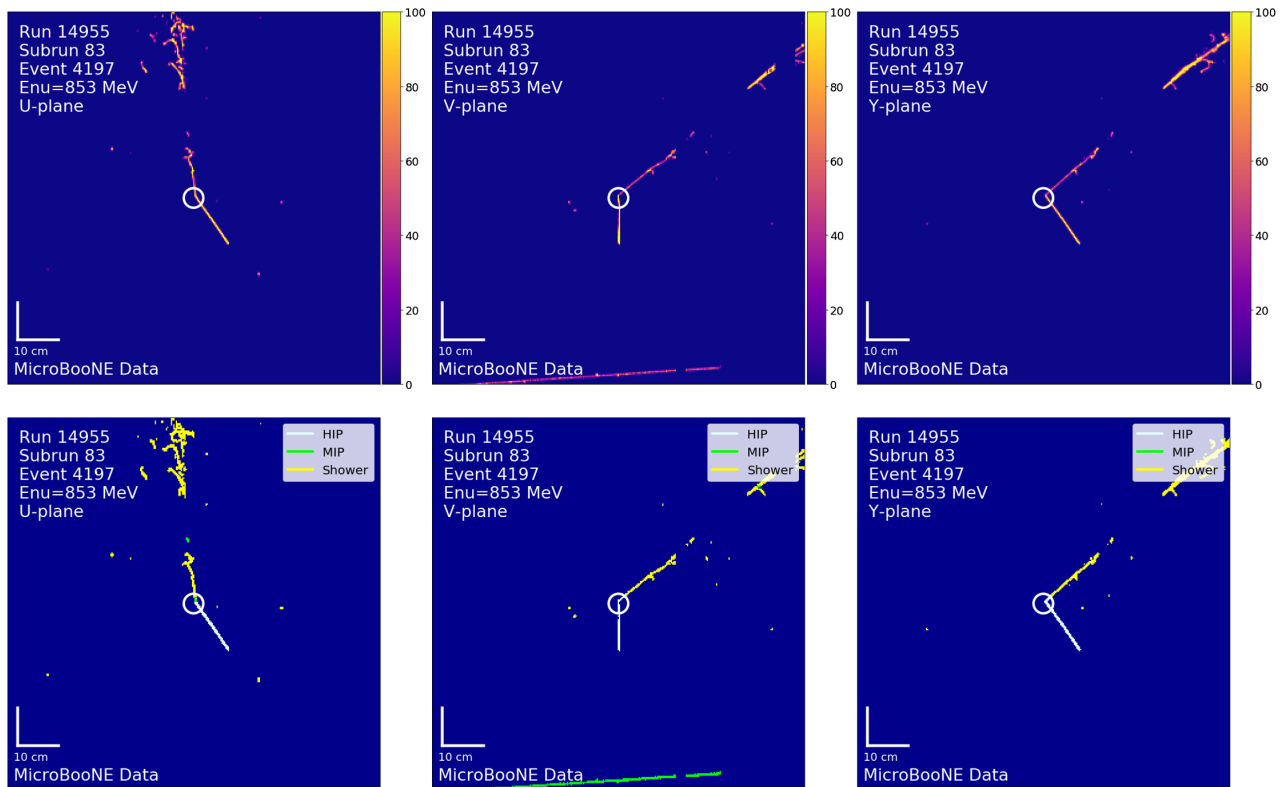 Run 14955
Subrun 83
Event 4197
Enu=853 MeV
U-plane
10 cm
MicroBooNE Data
100
80
60
40
20
0
Run 14955
Subrun 83
Event 4197
Enu=853 MeV
V-plane
10 cm
MicroBooNE Data
100
80
60
40
20
0
Run 14955
Subrun 83
Event 4197
Enu=853 MeV
Y-plane
10 cm
MicroBooNE Data
100
80
60
40
20
0
Run 14955
Subrun 83
Event 4197
Enu=853 MeV
U-plane
HIP
MIP
Shower
10 cm
MicroBooNE Data
Run 14955
Subrun 83
Event 4197
Enu=853 MeV
V-plane
HIP
MIP
Shower
10 cm
MicroBooNE Data
Run 14955
Subrun 83
Event 4197
Enu=853 MeV
Y-plane
HIP
MIP
Shower
10 cm
MicroBooNE Data